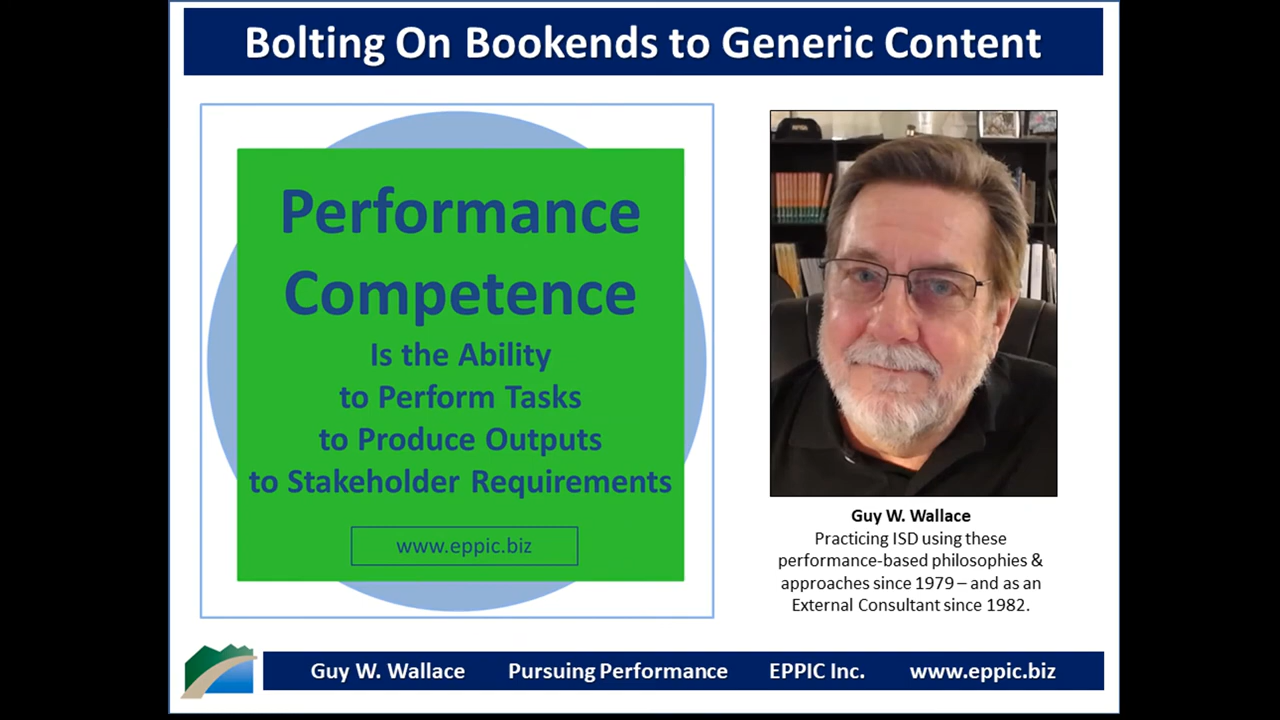 Bolting On Bookends to Generic Content
Performance
Competence
Is the Ability
to Perform Tasks
to Produce Outputs
to Stakeholder Requirements
www.eppic.biz
Guy W. Wallace
Practicing ISD using these
performance-based philosophies &
approaches since 1979 – and as an
External Consultant since 1982.
Guy W. Wallace Pursuing Performance EPPIC Inc. www.eppic.biz